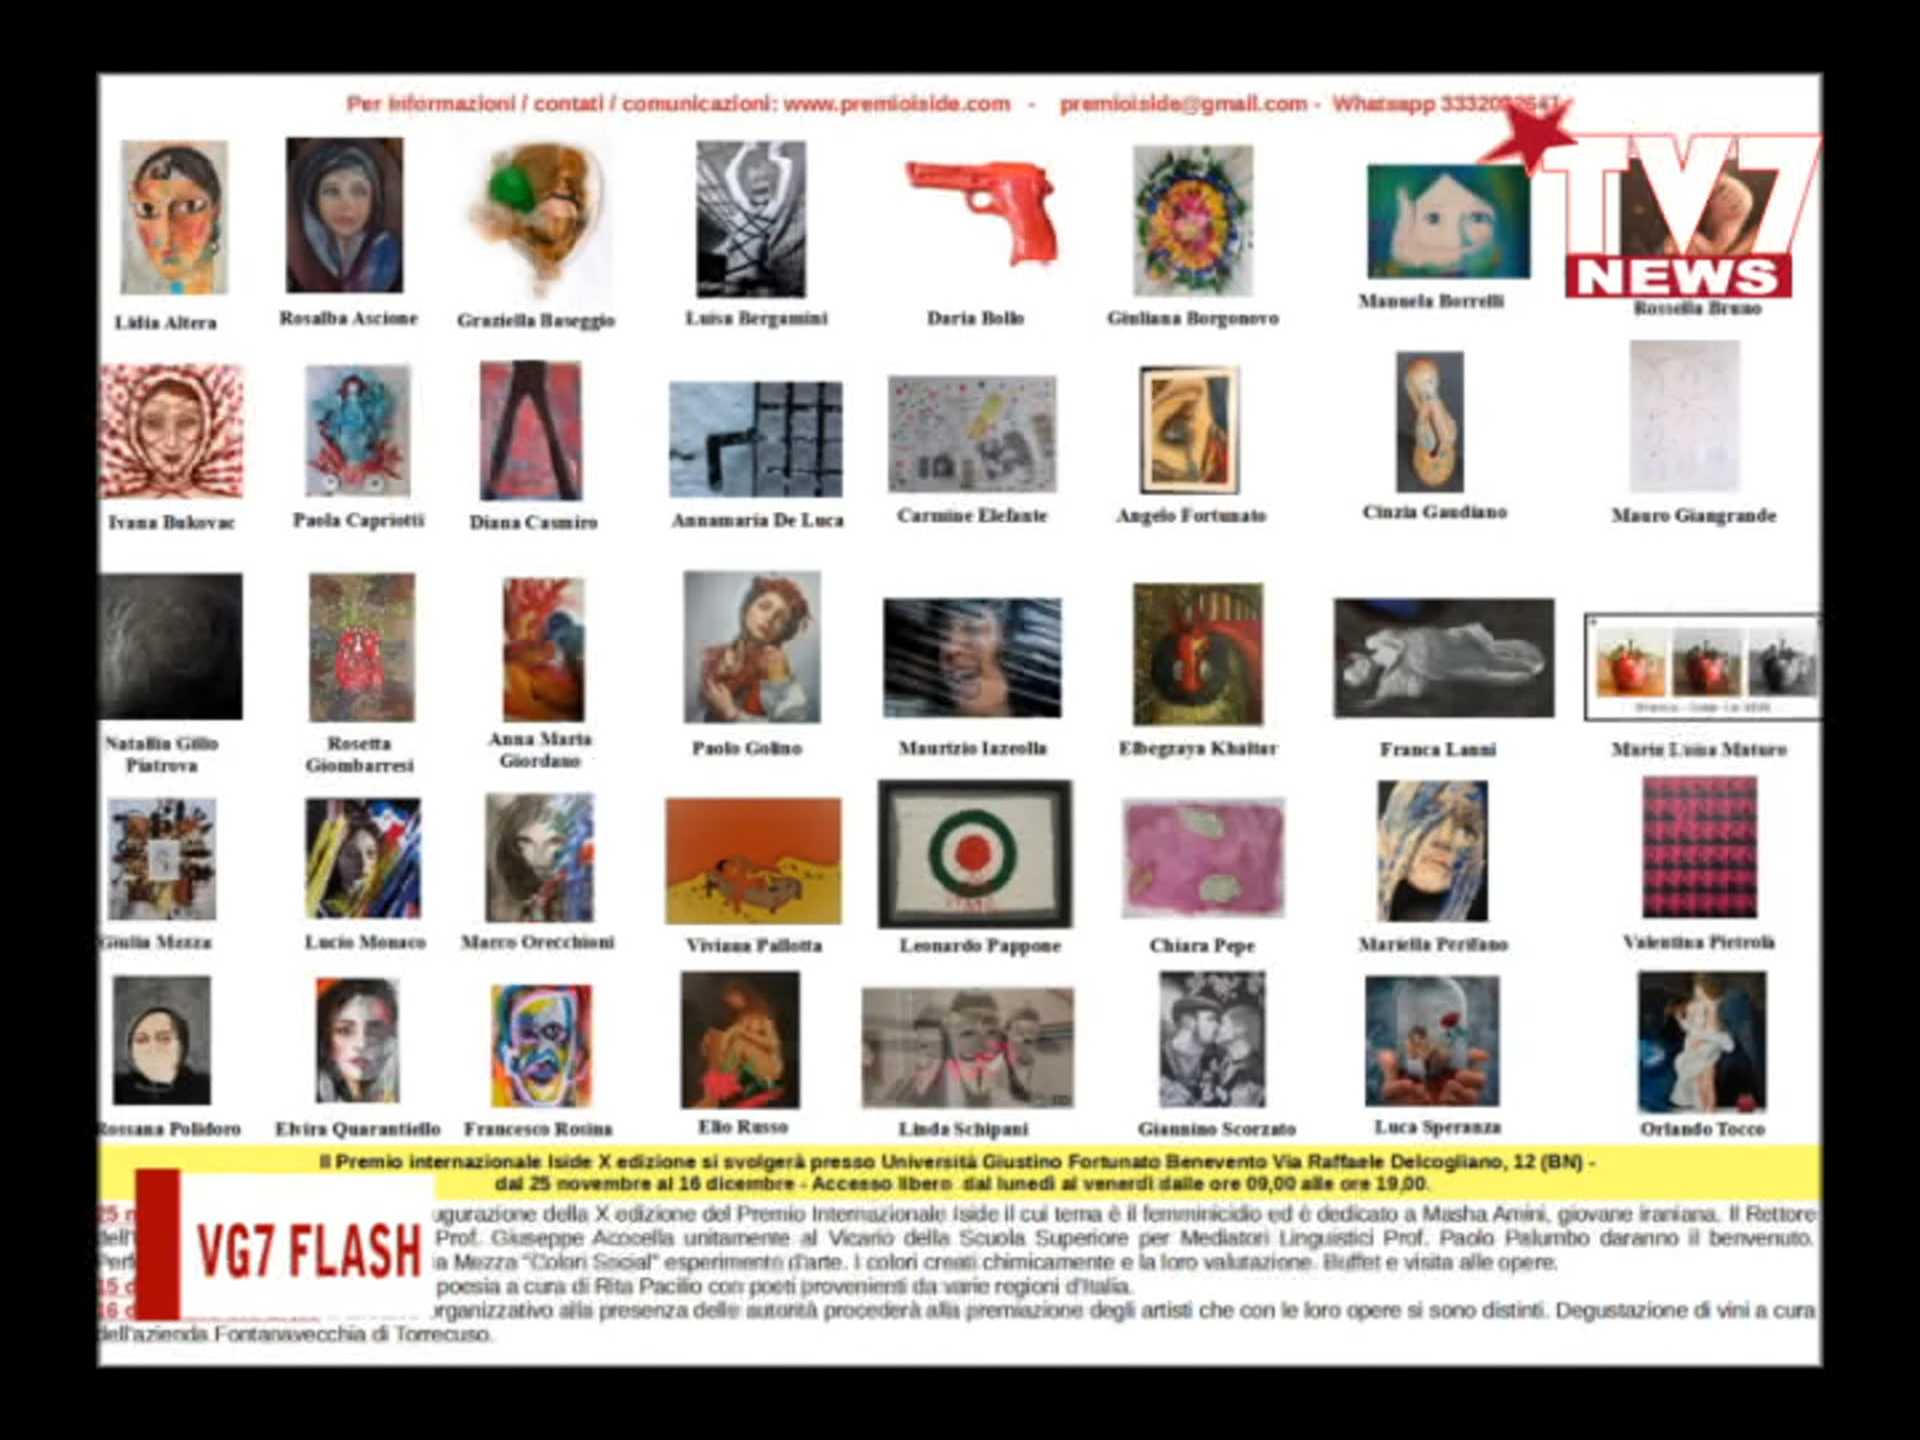 Per informazioni / contati / comunicazioni: www.premioiside.com - premioiside@gmail.com - Whatsapp
TV7
NEWS
Lidia Altera
Rosalba Ascione
Graziella Baseggio
Luisa Bergamini
Daria Bollo
Giuliana Borgonovo
Manuela Borrelli
Rossella Bruno
Ivana Bukovac
Paola Capriotti
Diana Casmiro
Annamaria De Luca
Carmine Elefante
Angelo Fortunato
Cinzia Gaudiano
Mauro Giangrande
Natallia Gillo
Piatrova
Rosetta
Giombarresi
Anna Maria
Giordano
Paolo Golino
Maurizio Iazeolla
Elbegzaya Khaltar
Franca Lanni
Maria Luisa Maturo
Giulia Mezza
Lucio Monaco
Marco Orecchioni
Viviana Pallotta
Leonardo Pappone
Chiara Pepe
Mariella Perifano
Valentina Pietrolà
Rossana Polidoro
Elvira Quarantiello
Francesco Rosina
Elio Russo
Linda Schipani
Giannino Scorzato
Luca Speranza
Orlando Tocco
Il Premio internazionale Iside X edizione si svolgerà presso Università Giustino Fortunato Benevento Via Raffaele Delcogliano, 12 (BN) -
dal 25 novembre al 16 dicembre - Accesso libero dal lunedì al venerdì dalle ore 09,00 alle ore 19,00.
ugurazione della X edizione del Premio Internazionale Iside il cui tema è il femminicidio ed è dedicato a Masha Amini, giovane iraniana. Il Rettore
Prof. Giuseppe Acocella unitamente al Vicario della Scuola Superiore per Mediatori Linguistici Prof. Paolo Palumbo daranno il benvenuto.
a Mezza "Colori Social" esperimento d'arte. I colori creati chimicamente e la loro valutazione. Buffet e visita alle opere.
poesia a cura di Rita Pacilio con poeti provenienti da varie regioni d'Italia.
organizzativo alla presenza delle autorità procederà alla premiazione degli artisti che con le loro opere si sono distinti. Degustazione di vini a cura
dell'azienda Fontanavecchia di Torrecuso.
VG7 FLASH